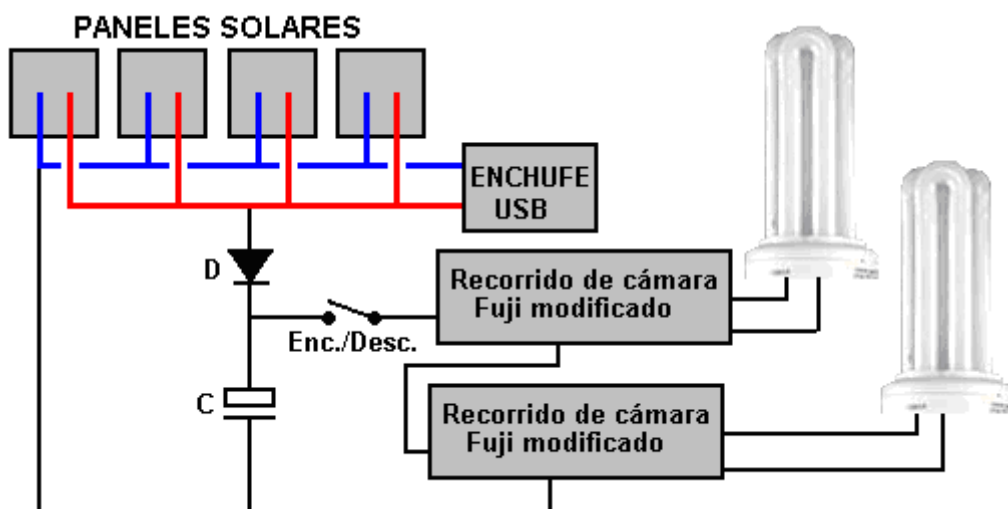 PANELES SOLARES
ENCHUFE
USB
D
Recorrido de cámara
Fuji modificado
Enc./Desc.
C
Recorrido de cámara
Fuji modificado